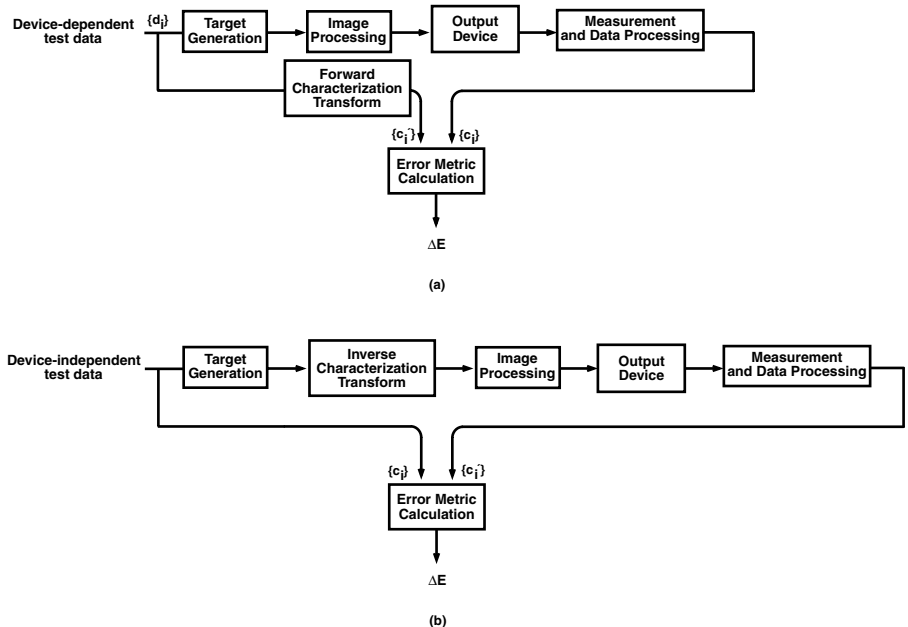 Device-dependent
test data
{di}
Target
Generation
Image
Processing
Output
Device
Measurement
and Data Processing
Forward
Characterization
Transform
{ci´}
{ci}
Error Metric
Calculation
ΔE
(a)
Device-independent
test data
Target
Generation
Inverse
Characterization
Transform
Image
Processing
Output
Device
Measurement
and Data Processing
{ci}
{ci´}
Error Metric
Calculation
ΔE
(b)